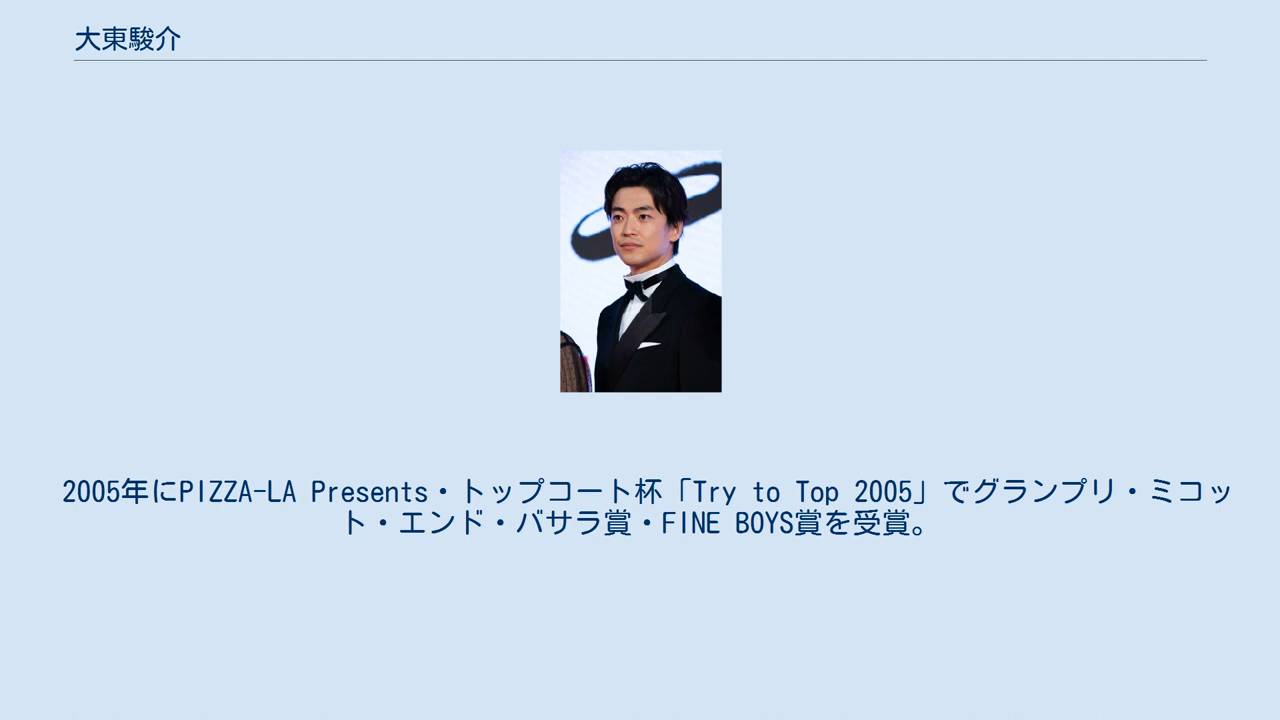 大東駿介
2005年にPIZZA-LA Presents・トップコート杯「Try to Top 2005」でグランプリ・ミコッ
ト・エンド・バサラ賞・FINE BOYS賞を受賞。